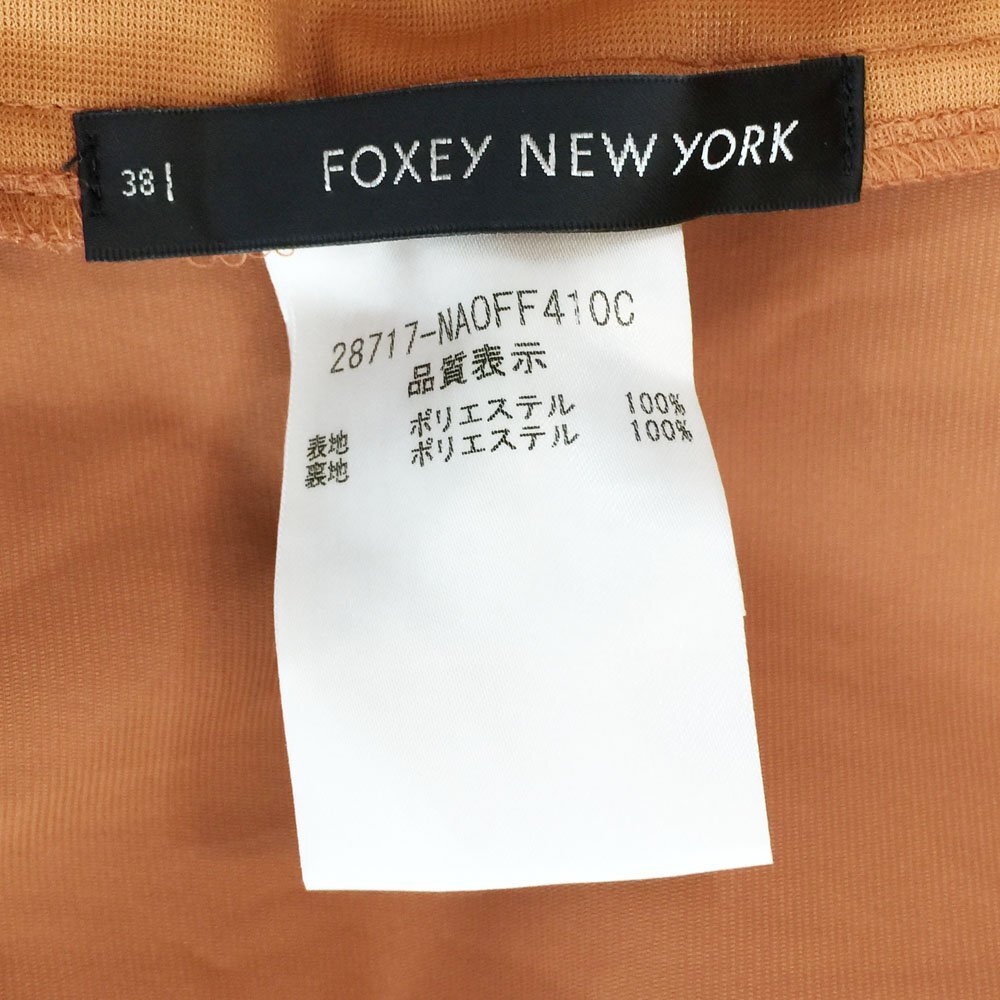 38 FOXEY NEW YORK
28717-NAOFF410C
品質表示
表地 ポリエステル 100%
裏地 ポリエステル 100%